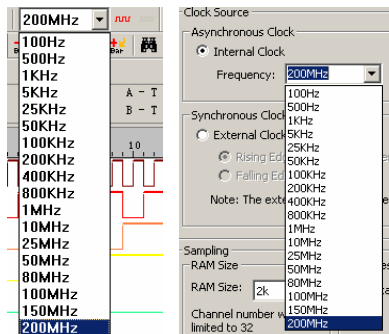 200MHz
100Hz
500Hz
1KHz
5KHz
25KHz
50KHz
100KHz
200KHz
400KHz
800KHz
1MHz
10MHz
25MHz
50MHz
80MHz
100MHz
150MHz
200MHz
Bar
A - T
B - T
10
Clock Source
Asynchronous Clock
Internal Clock
Frequency: 200MHz
100Hz
500Hz
1KHz
5KHz
25KHz
50KHz
100KHz
200KHz
400KHz
800KHz
1MHz
10MHz
25MHz
50MHz
80MHz
100MHz
150MHz
200MHz
Synchronous Clock
External Clock
Rising Ed
Falling Ed
Note: The exte
Sampling
RAM Size
RAM Size: 2k
Channel number w
limited to 32